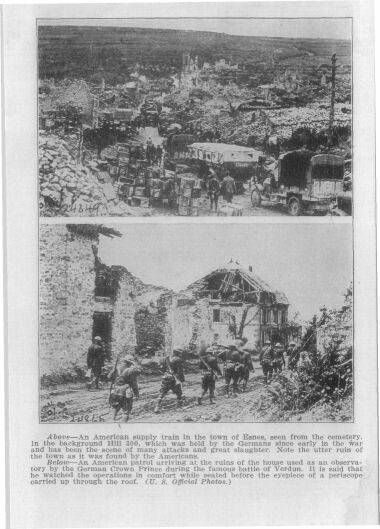 24849
Above—An American supply train in the town of Esnes, seen from the cemetery.
In the background Hill 300, which was held by the Germans since early in the war
and has been the scene of many attacks and great slaughter. Note the utter ruin of
the town as it was found by the Americans.
Below—An American patrol arriving at the ruins of the house used as an observa-
tory by the German Crown Prince during the famous battle of Verdun. It is said that
he watched the operations in comfort while seated before the eyepiece of a periscope
carried up through the roof. (U. S. Official Photos.)